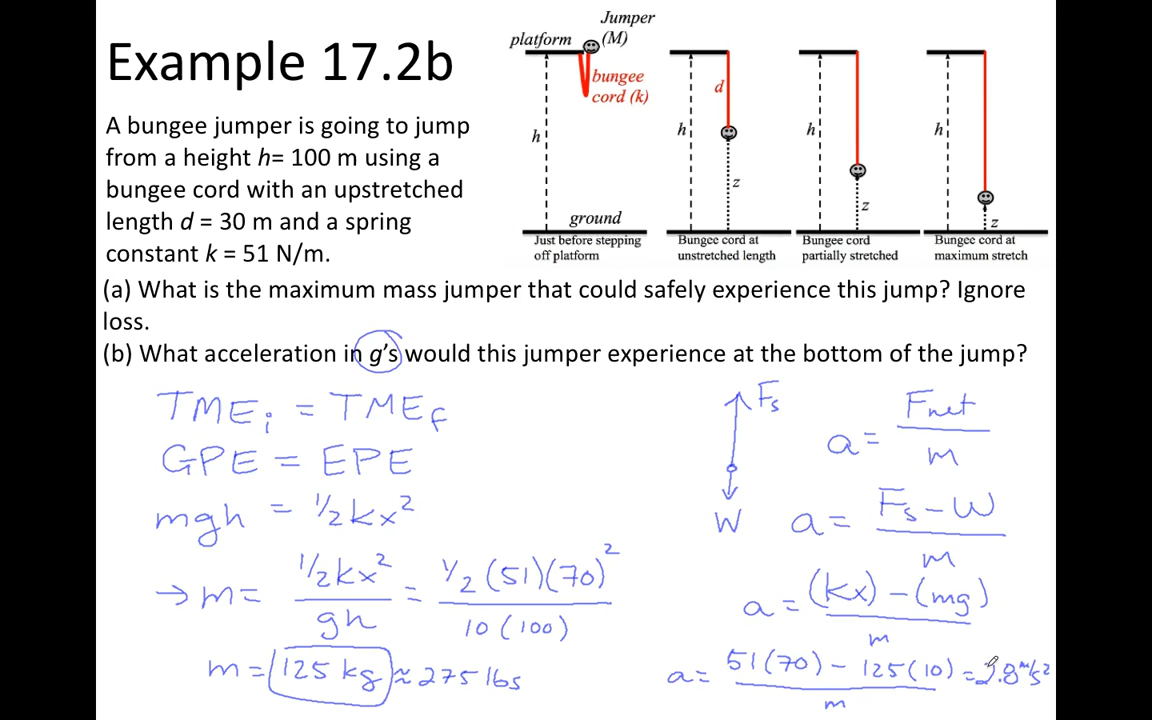 Example 17.2b
A bungee jumper is going to jump
from a height h= 100 m using a
bungee cord with an upstretched
length d = 30 m and a spring
constant k = 51 N/m.
Jumper
platform (M)
bungee
cord (k)
h
ground
Just before stepping
off platform
d
h
z
Bungee cord at
unstretched length
h
z
Bungee cord
partially stretched
h
z
Bungee cord at
maximum stretch
(a) What is the maximum mass jumper that could safely experience this jump? Ignore
loss.
(b) What acceleration in g's would this jumper experience at the bottom of the jump?
TMEi = TMEf
GPE = EPE
mgh = 1/2kx²
→ m = 1/2kx² / gh = 1/2 (51)(70)² / 10(100)
m = 125 kg ≈ 275 lbs
Fs
W
a = Fnet / m
a = Fs - W / m
a = (kx) - (mg) / m
a = 51(70) - 125(10) / m = .8 m/s²